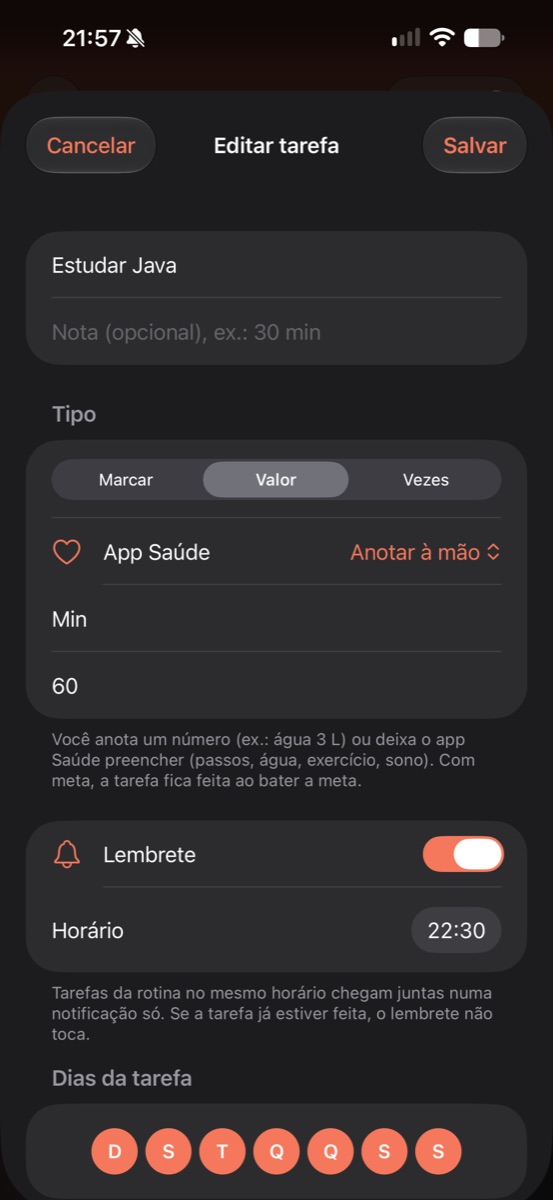 21:57
Cancelar
Editar tarefa
Salvar
Estudar Java
Nota (opcional), ex.: 30 min
Tipo
Marcar
Valor
Vezes
App Saúde
Anotar à mão
Min
60
Você anota um número (ex.: água 3 L) ou deixa o app
Saúde preencher (passos, água, exercício, sono). Com
meta, a tarefa fica feita ao bater a meta.
Lembrete
Horário
22:30
Tarefas da rotina no mesmo horário chegam juntas numa
notificação só. Se a tarefa já estiver feita, o lembrete não
toca.
Dias da tarefa
D S T Q Q S S